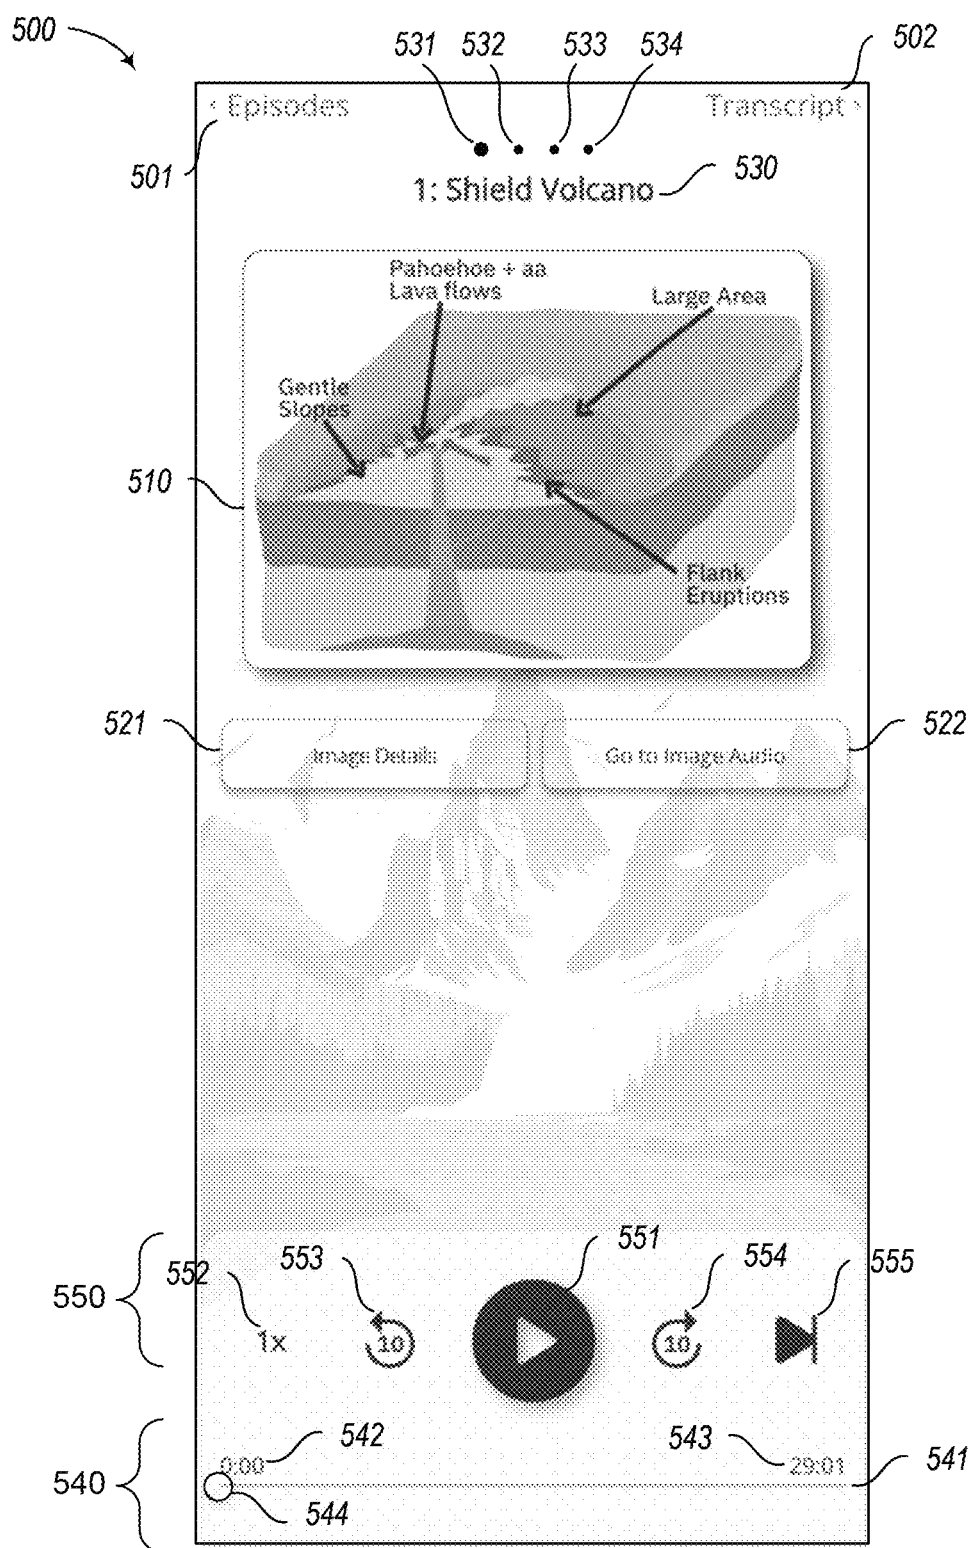 500
531 532 533 534
502
‹ Episodes
Transcript ›
501
530
1: Shield Volcano
Pahoehoe + aa
Lava flows
Large Area
Gentle
Slopes
510
Flank
Eruptions
521
522
Image Details
Go to Image Audio
551
553
554
555
552
550
1x
10
10
542
543
0:00
29:01
541
540
544